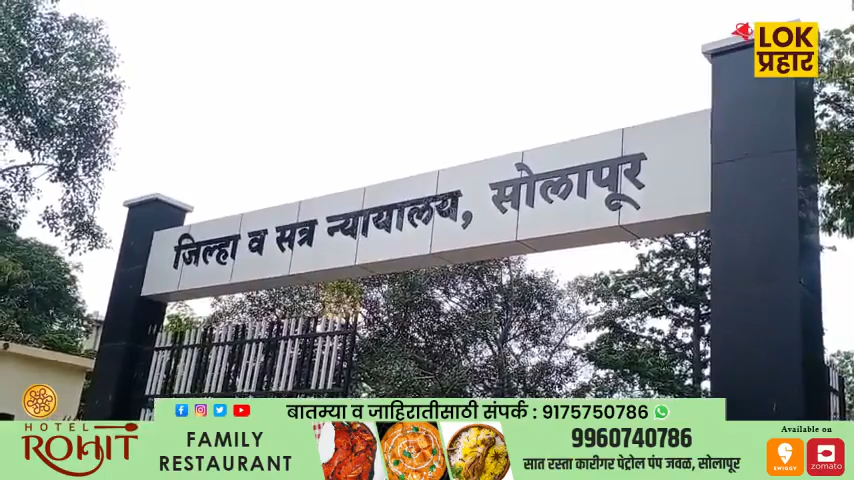 LOK
प्रहार
जिल्हा व सत्र न्यायालय, सोलापूर
बातम्या व जाहिरातीसाठी संपर्क : 9175750786
HOTEL
ROHIT
FAMILY
RESTAURANT
9960740786
सात रस्ता कारीगर पेट्रोल पंप जवळ, सोलापूर
Available on
SWIGGY
zomato